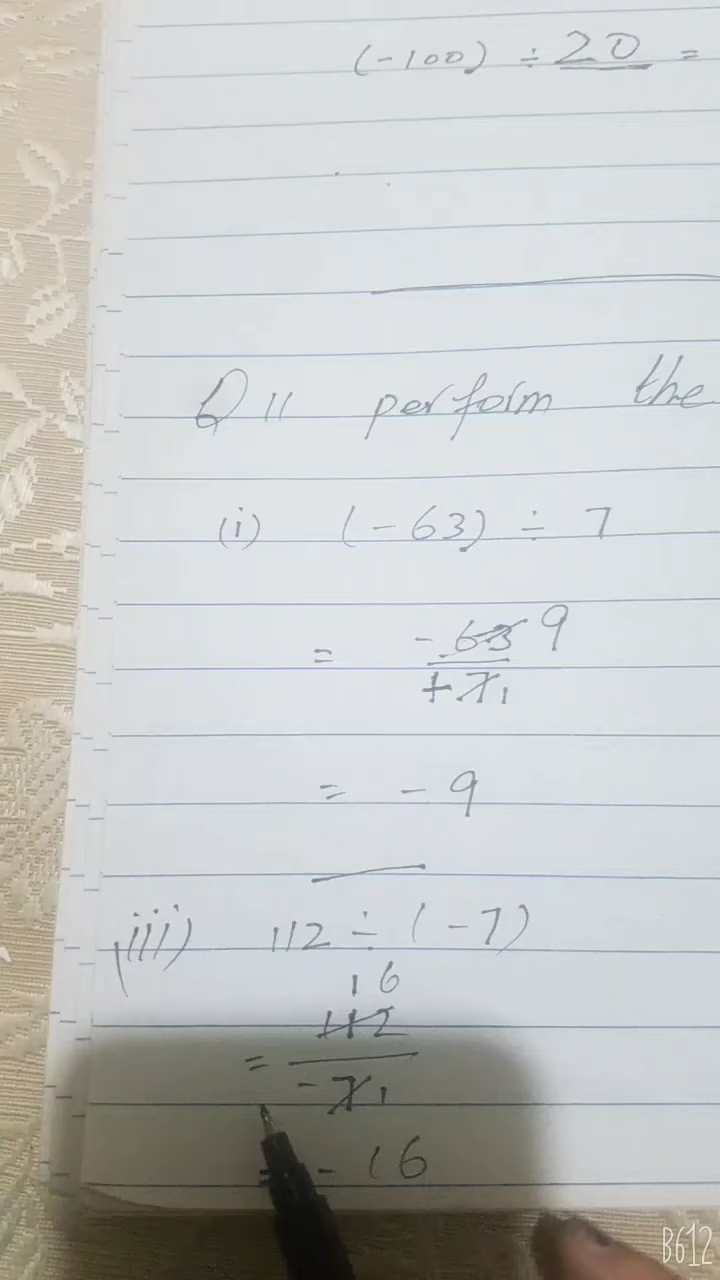 (-100) ÷ 20 =
Q11 perform the
(i) (-63) ÷ 7
= -63 9
+7 1
= -9
(iii) 112 ÷ (-7)
16
= 112
-7 1
= -16
B612